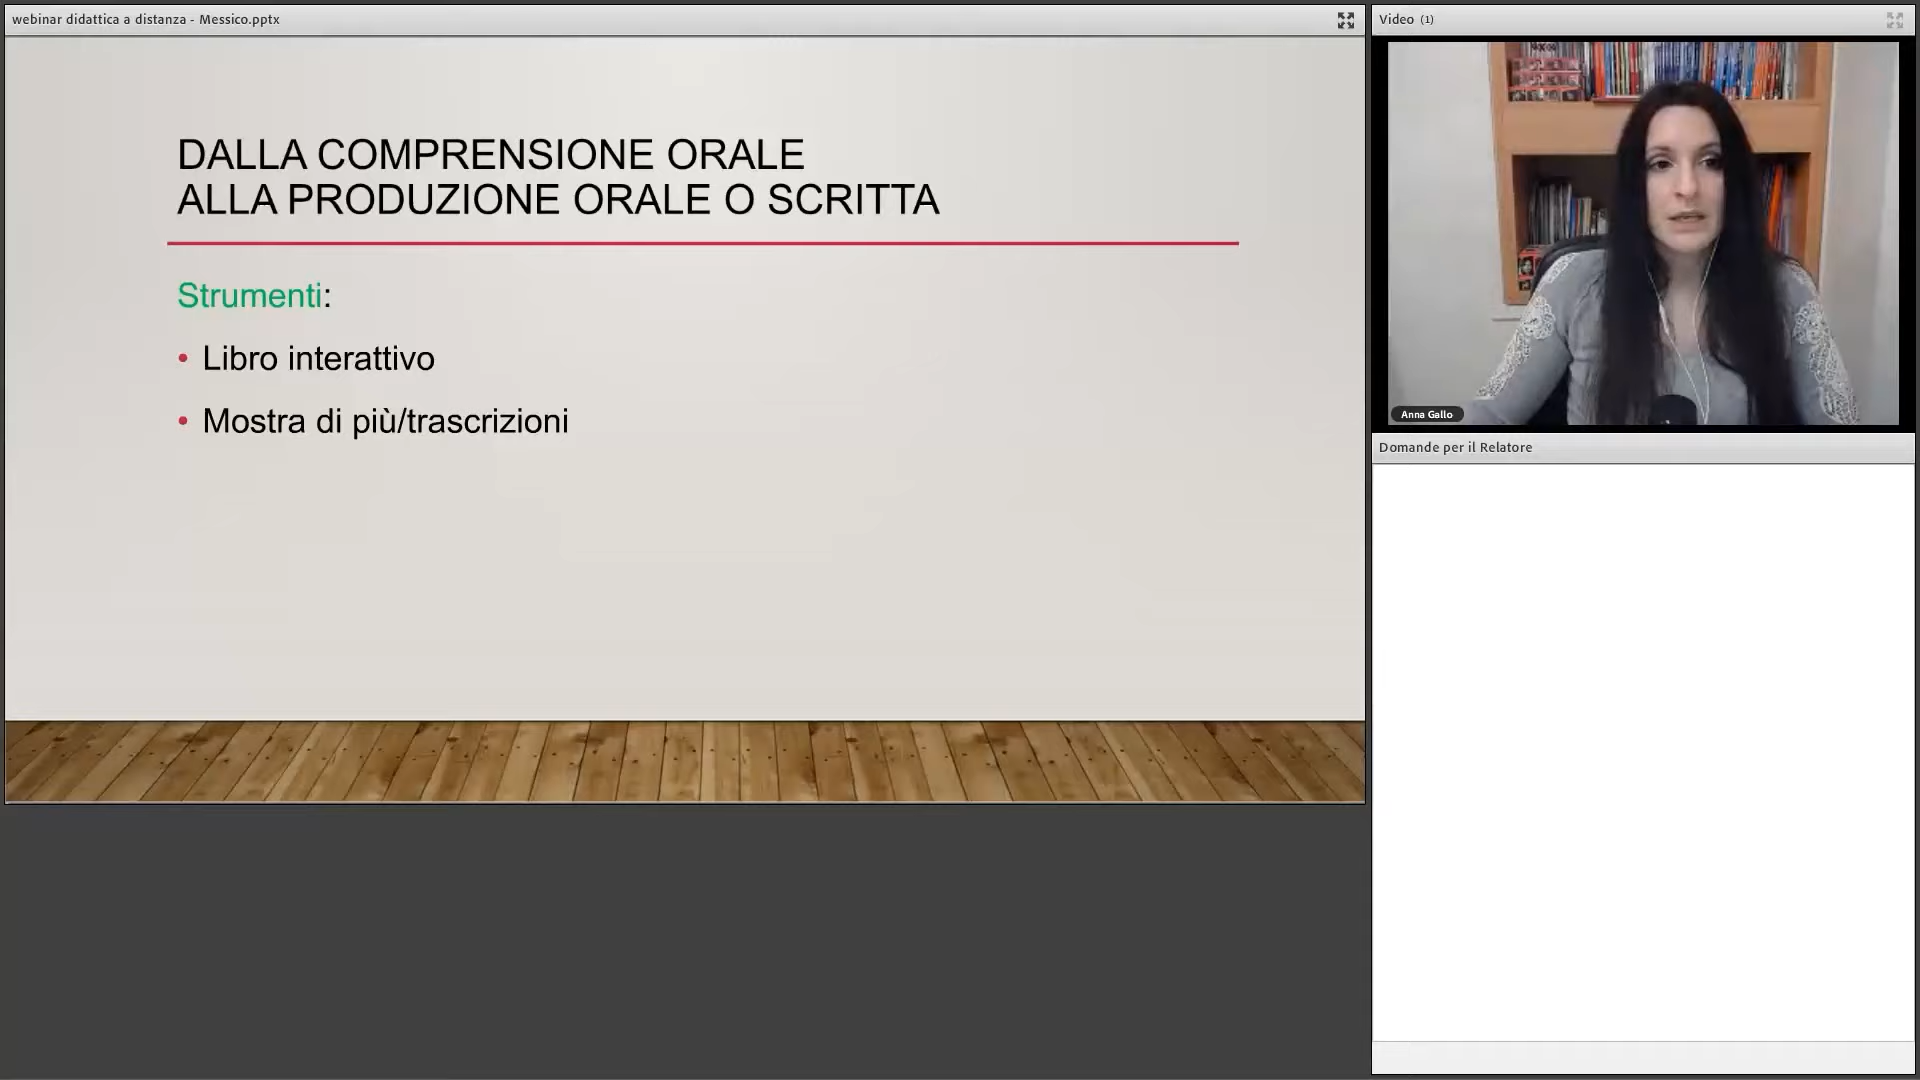 webinar didattica a distanza - Messico.pptx
DALLA COMPRENSIONE ORALE
ALLA PRODUZIONE ORALE O SCRITTA
Strumenti:
• Libro interattivo
• Mostra di più/trascrizioni
Video (1)
Anna Gallo
Domande per il Relatore